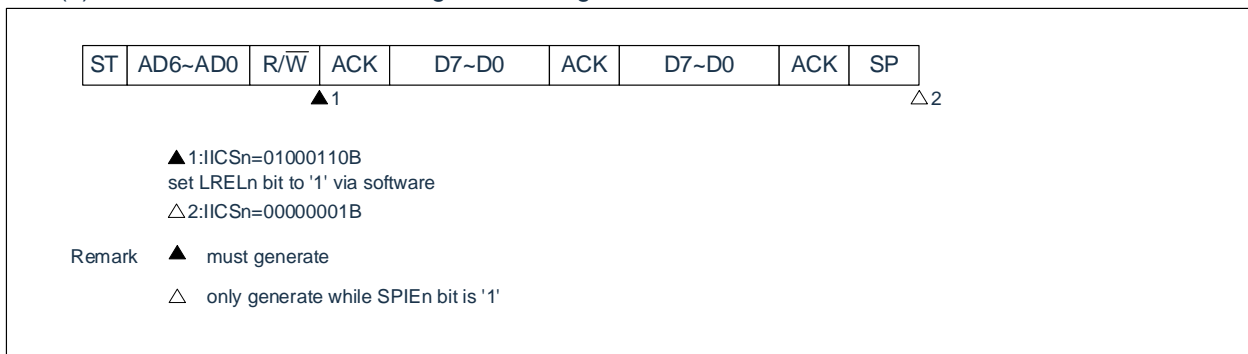 ST AD6~AD0 R/W̅ ACK D7~D0 ACK D7~D0 ACK SP
▲1 △2
▲1:IICSn=01000110B
set LRELn bit to '1' via software
△2:IICSn=00000001B
Remark ▲ must generate
△ only generate while SPIEn bit is '1'